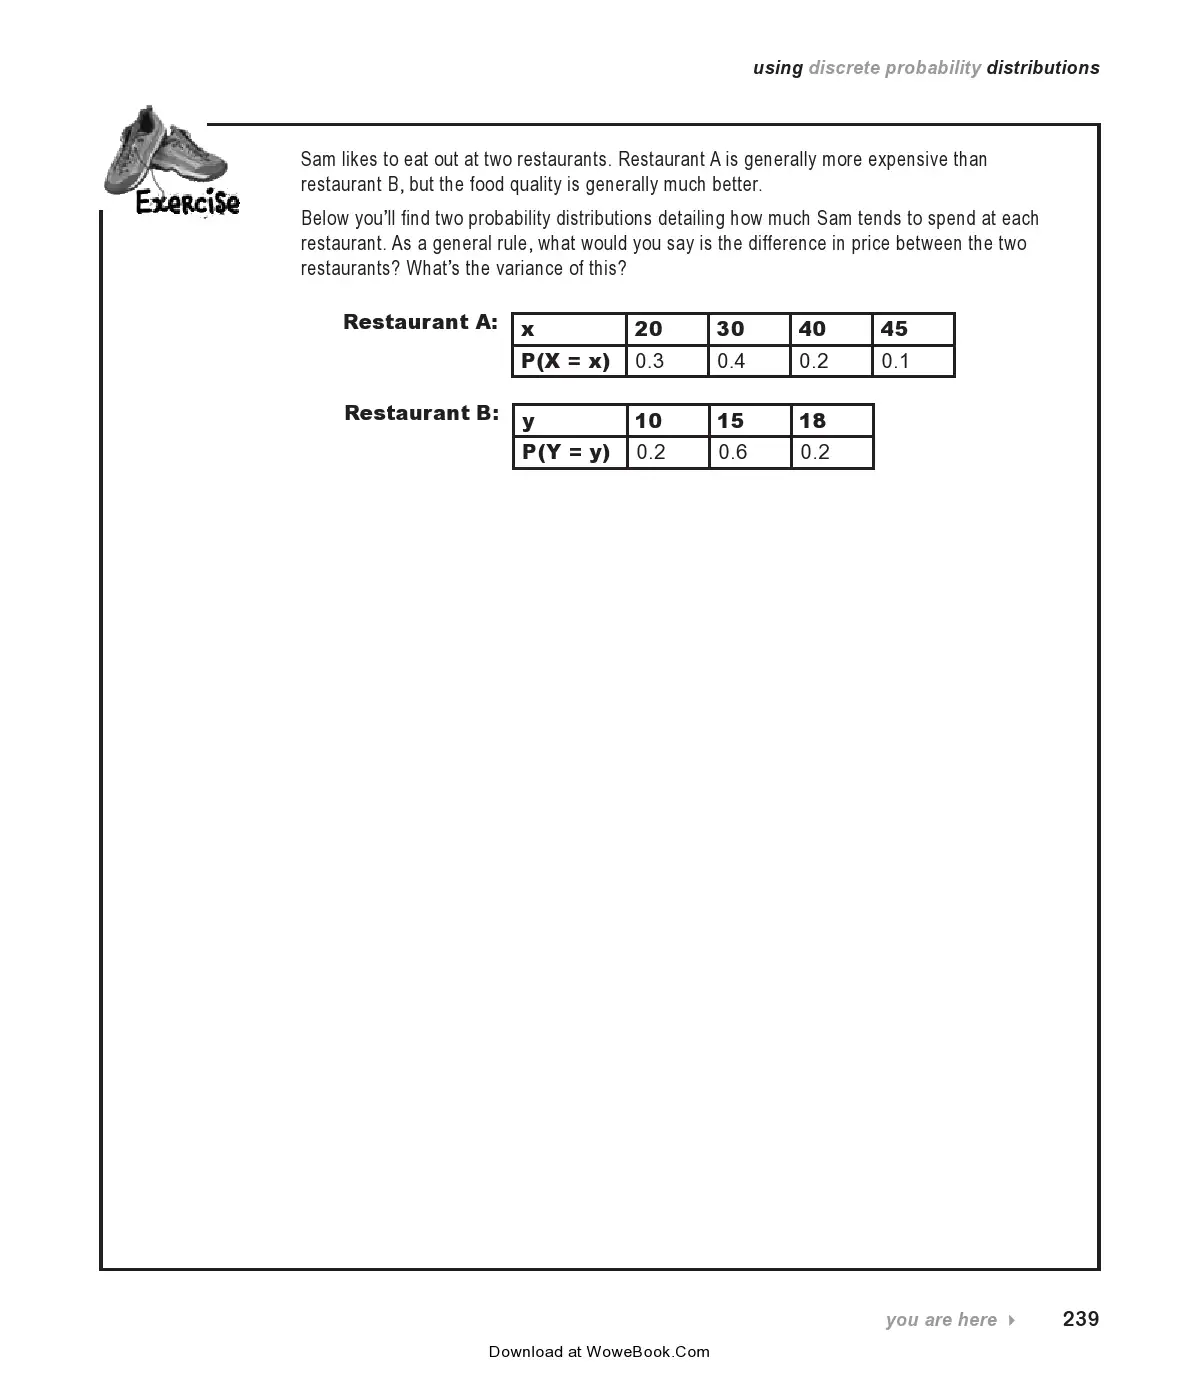 using discrete probability distributions
Exercise
Sam likes to eat out at two restaurants. Restaurant A is generally more expensive than
restaurant B, but the food quality is generally much better.
Below you’ll find two probability distributions detailing how much Sam tends to spend at each
restaurant. As a general rule, what would you say is the difference in price between the two
restaurants? What’s the variance of this?
Restaurant A:
x 20 30 40 45
P(X = x) 0.3 0.4 0.2 0.1
Restaurant B:
y 10 15 18
P(Y = y) 0.2 0.6 0.2
you are here 239
Download at WoweBook.Com